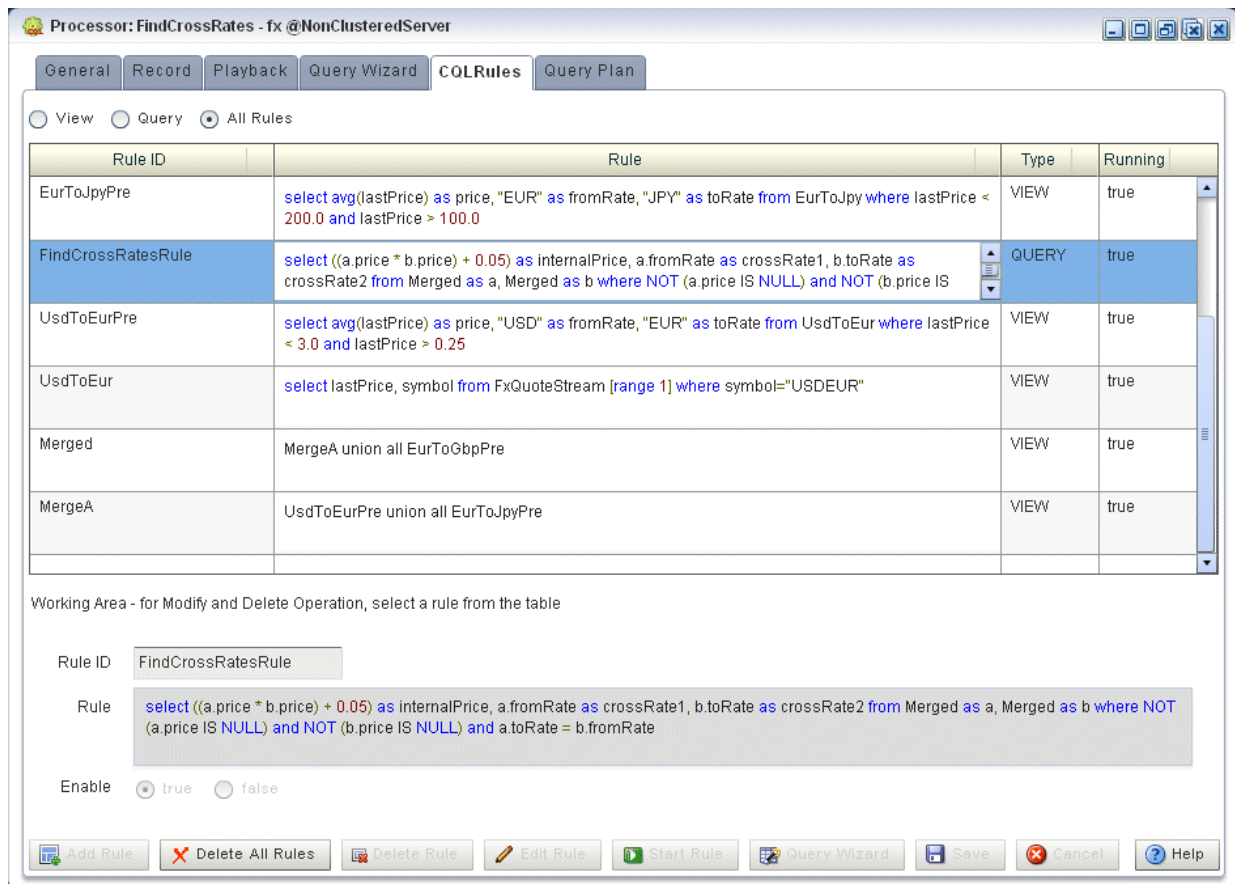 Processor: FindCrossRates - fx @NonClusteredServer
General Record Playback Query Wizard CQLRules Query Plan
View Query All Rules
Rule ID Rule Type Running
EurToJpyPre select avg(lastPrice) as price, "EUR" as fromRate, "JPY" as toRate from EurToJpy where lastPrice < VIEW true
200.0 and lastPrice > 100.0
FindCrossRatesRule select ((a.price * b.price) + 0.05) as internalPrice, a.fromRate as crossRate1, b.toRate as QUERY true
crossRate2 from Merged as a, Merged as b where NOT (a.price IS NULL) and NOT (b.price IS
UsdToEurPre select avg(lastPrice) as price, "USD" as fromRate, "EUR" as toRate from UsdToEur where lastPrice VIEW true
< 3.0 and lastPrice > 0.25
UsdToEur select lastPrice, symbol from FxQuoteStream [range 1] where symbol="USDEUR" VIEW true
Merged MergeA union all EurToGbpPre VIEW true
MergeA UsdToEurPre union all EurToJpyPre VIEW true
Working Area - for Modify and Delete Operation, select a rule from the table
Rule ID FindCrossRatesRule
Rule select ((a.price * b.price) + 0.05) as internalPrice, a.fromRate as crossRate1, b.toRate as crossRate2 from Merged as a, Merged as b where NOT
(a.price IS NULL) and NOT (b.price IS NULL) and a.toRate = b.fromRate
Enable true false
Add Rule Delete All Rules Delete Rule Edit Rule Start Rule Query Wizard Save Cancel Help